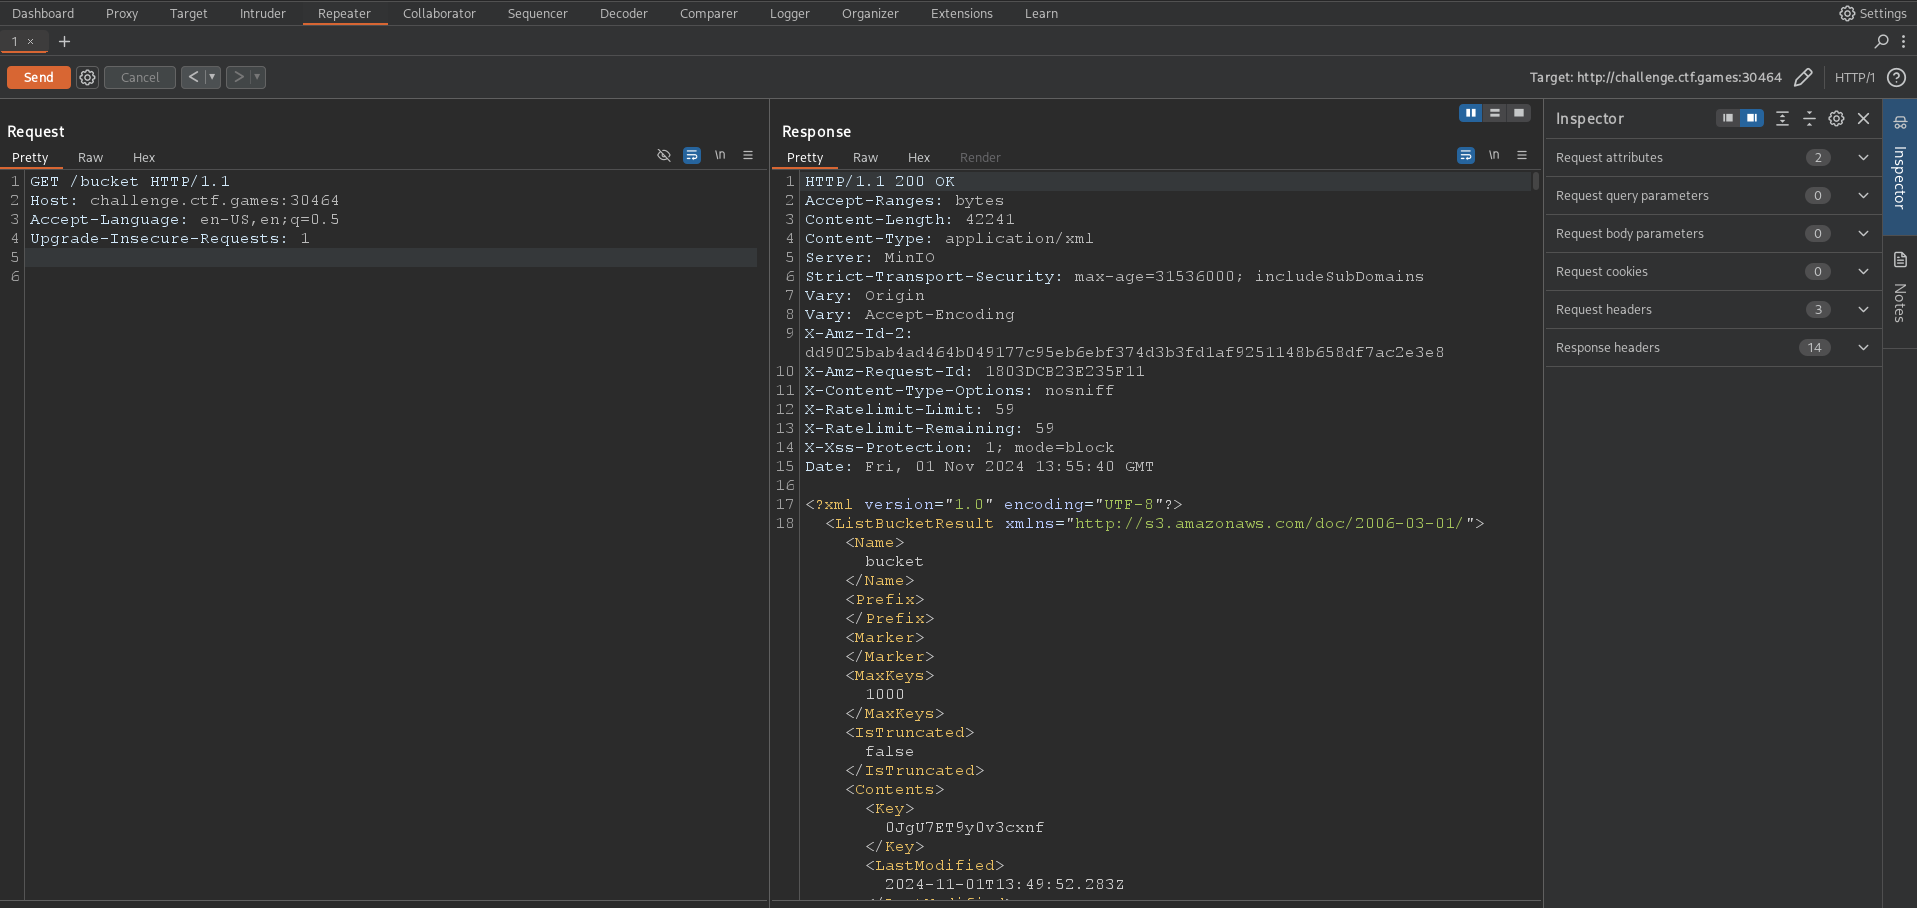 Dashboard Proxy Target Intruder Repeater Collaborator Sequencer Decoder Comparer Logger Organizer Extensions Learn Settings
1 ×
Send Cancel < > Target: http://challenge.ctf.games:30464 HTTP/1
Request
Pretty Raw Hex \n
1 GET /bucket HTTP/1.1
2 Host: challenge.ctf.games:30464
3 Accept-Language: en-US,en;q=0.5
4 Upgrade-Insecure-Requests: 1
5
6
Response
Pretty Raw Hex Render \n
1 HTTP/1.1 200 OK
2 Accept-Ranges: bytes
3 Content-Length: 42241
4 Content-Type: application/xml
5 Server: MinIO
6 Strict-Transport-Security: max-age=31536000; includeSubDomains
7 Vary: Origin
8 Vary: Accept-Encoding
9 X-Amz-Id-2:
dd9025bab4ad464b049177c95eb6ebf374d3b3fd1af9251148b658df7ac2e3e8
10 X-Amz-Request-Id: 1803DCB23E235F11
11 X-Content-Type-Options: nosniff
12 X-Ratelimit-Limit: 59
13 X-Ratelimit-Remaining: 59
14 X-Xss-Protection: 1; mode=block
15 Date: Fri, 01 Nov 2024 13:55:40 GMT
16
17 <?xml version="1.0" encoding="UTF-8"?>
18 <ListBucketResult xmlns="http://s3.amazonaws.com/doc/2006-03-01/">
<Name>
bucket
</Name>
<Prefix>
</Prefix>
<Marker>
</Marker>
<MaxKeys>
1000
</MaxKeys>
<IsTruncated>
false
</IsTruncated>
<Contents>
<Key>
0JgU7ET9y0v3cxnf
</Key>
<LastModified>
2024-11-01T13:49:52.283Z
Inspector
Request attributes 2
Request query parameters 0
Request body parameters 0
Request cookies 0
Request headers 3
Response headers 14
Inspector
Notes